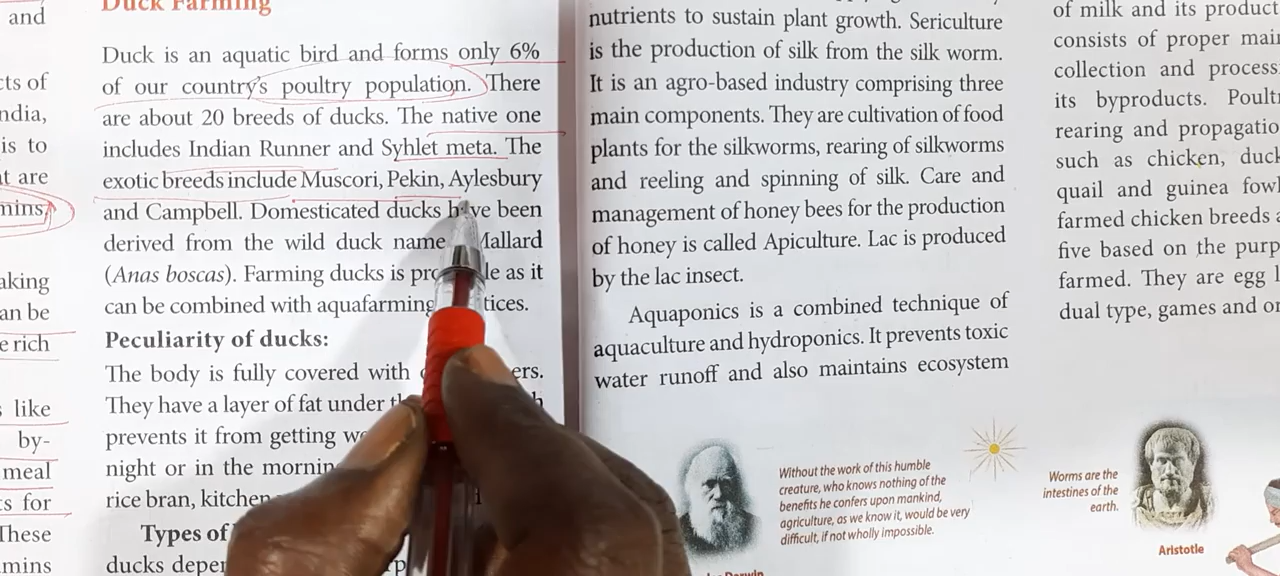 and
cts of
ndia,
is to
at are
mins,
aking
an be
e rich
like
by-
meal
ts for
These
mins
Duck Farming
Duck is an aquatic bird and forms only 6%
of our country's poultry population. There
are about 20 breeds of ducks. The native one
includes Indian Runner and Syhlet meta. The
exotic breeds include Muscori, Pekin, Aylesbury
and Campbell. Domesticated ducks have been
derived from the wild duck name Mallard
(Anas boscas). Farming ducks is as it
can be combined with aquafarming tices.
Peculiarity of ducks:
The body is fully covered with ers.
They have a layer of fat under
prevents it from getting
night or in the
rice bran, kitchen
Types of
ducks
nutrients to sustain plant growth. Sericulture
is the production of silk from the silk worm.
It is an agro-based industry comprising three
main components. They are cultivation of food
plants for the silkworms, rearing of silkworms
and reeling and spinning of silk. Care and
management of honey bees for the production
of honey is called Apiculture. Lac is produced
by the lac insect.
Aquaponics is a combined technique of
aquaculture and hydroponics. It prevents toxic
water runoff and also maintains ecosystem
of milk and its product
consists of proper main
collection and process
its byproducts. Poult
rearing and propagatio
such as chicken, duck
quail and guinea fowl
farmed chicken breeds a
five based on the purp
farmed. They are egg l
dual type, games and or
Without the work of this humble
creature, who knows nothing of the
benefits he confers upon mankind,
agriculture, as we know it, would be very
difficult, if not wholly impossible.
Darwin
Worms are the
intestines of the
earth.
Aristotle